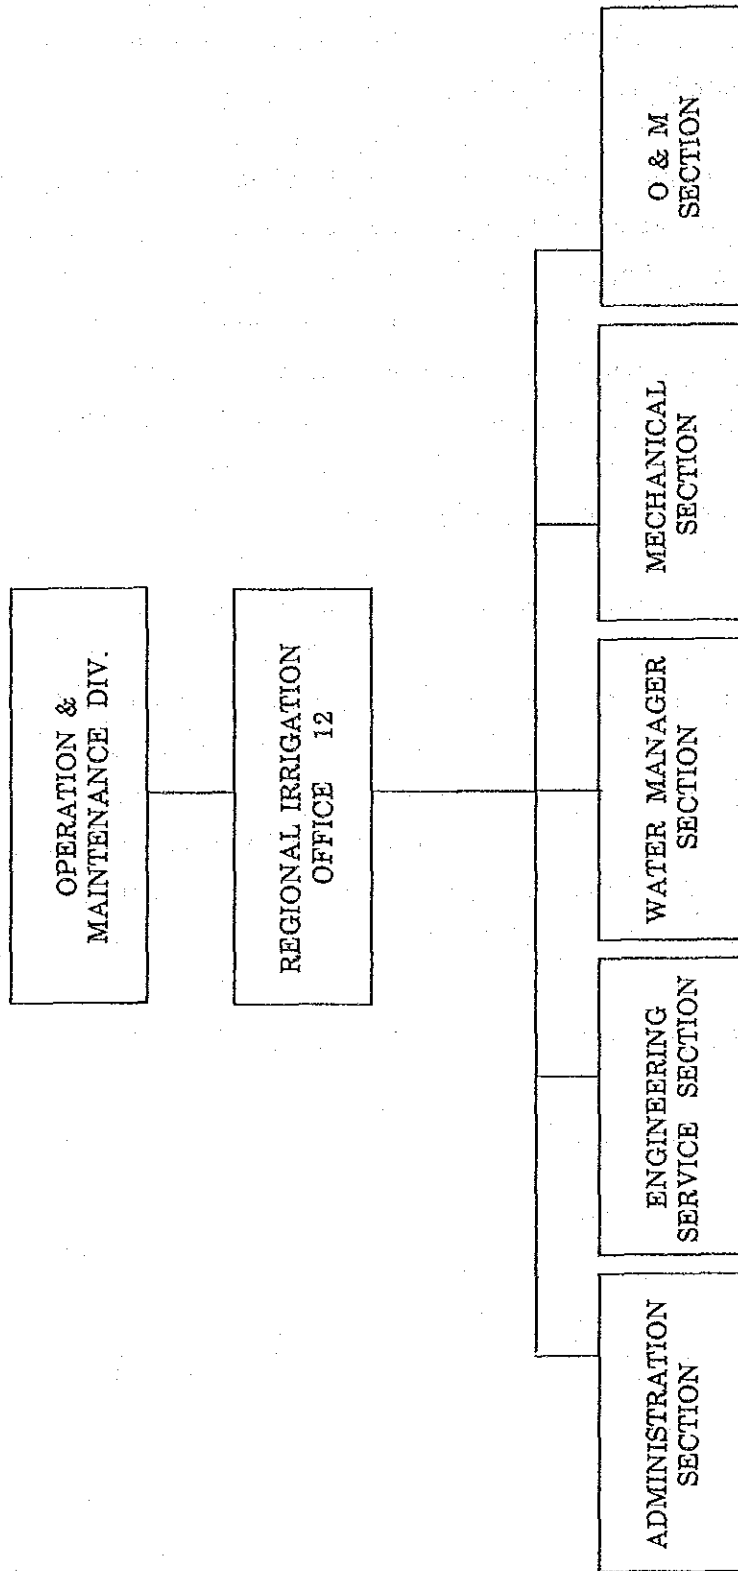 OPERATION &
MAINTENANCE DIV.
REGIONAL IRRIGATION
OFFICE 12
ADMINISTRATION
SECTION
ENGINEERING
SERVICE SECTION
WATER MANAGER
SECTION
MECHANICAL
SECTION
O & M
SECTION